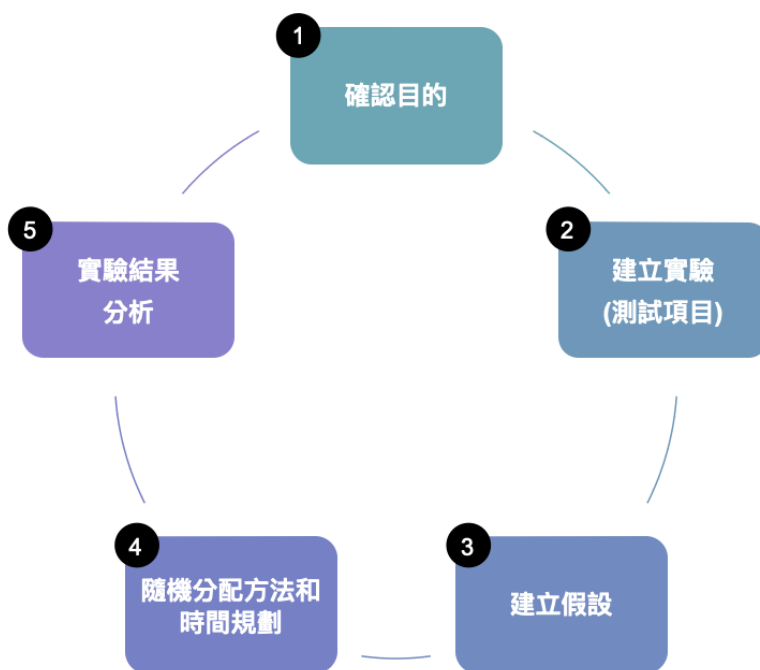 1
確認目的
2
建立實驗
(測試項目)
3
建立假設
4
隨機分配方法和
時間規劃
5
實驗結果
分析